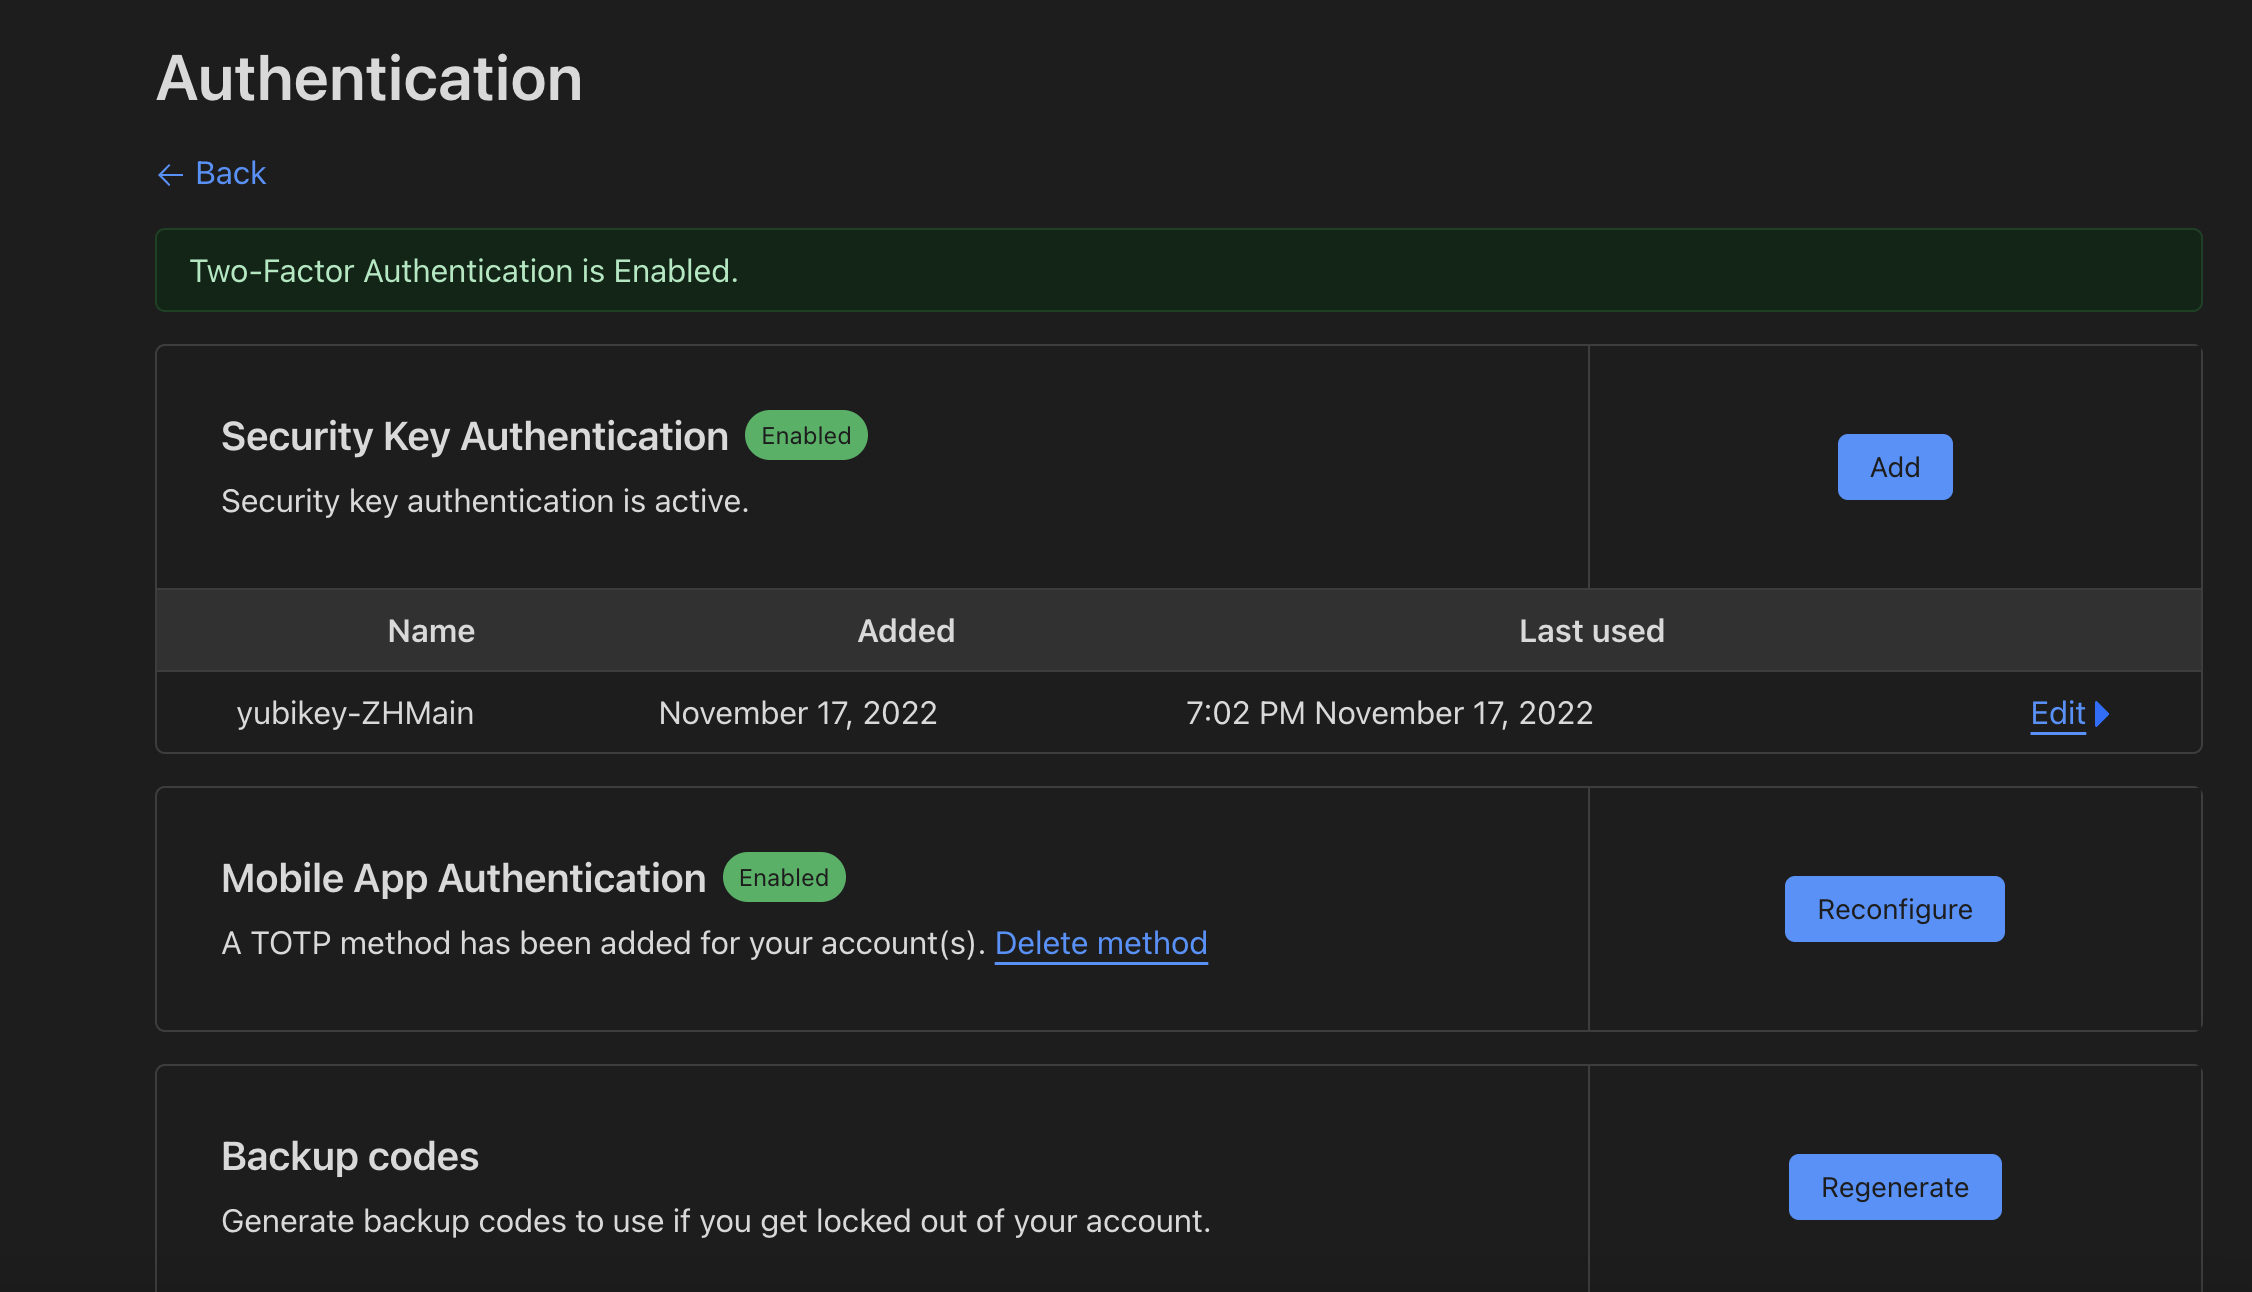 Authentication
← Back
Two-Factor Authentication is Enabled.
Security Key Authentication Enabled
Security key authentication is active.
Add
Name Added Last used
yubikey-ZHMain November 17, 2022 7:02 PM November 17, 2022 Edit
Mobile App Authentication Enabled
A TOTP method has been added for your account(s). Delete method
Reconfigure
Backup codes
Generate backup codes to use if you get locked out of your account.
Regenerate